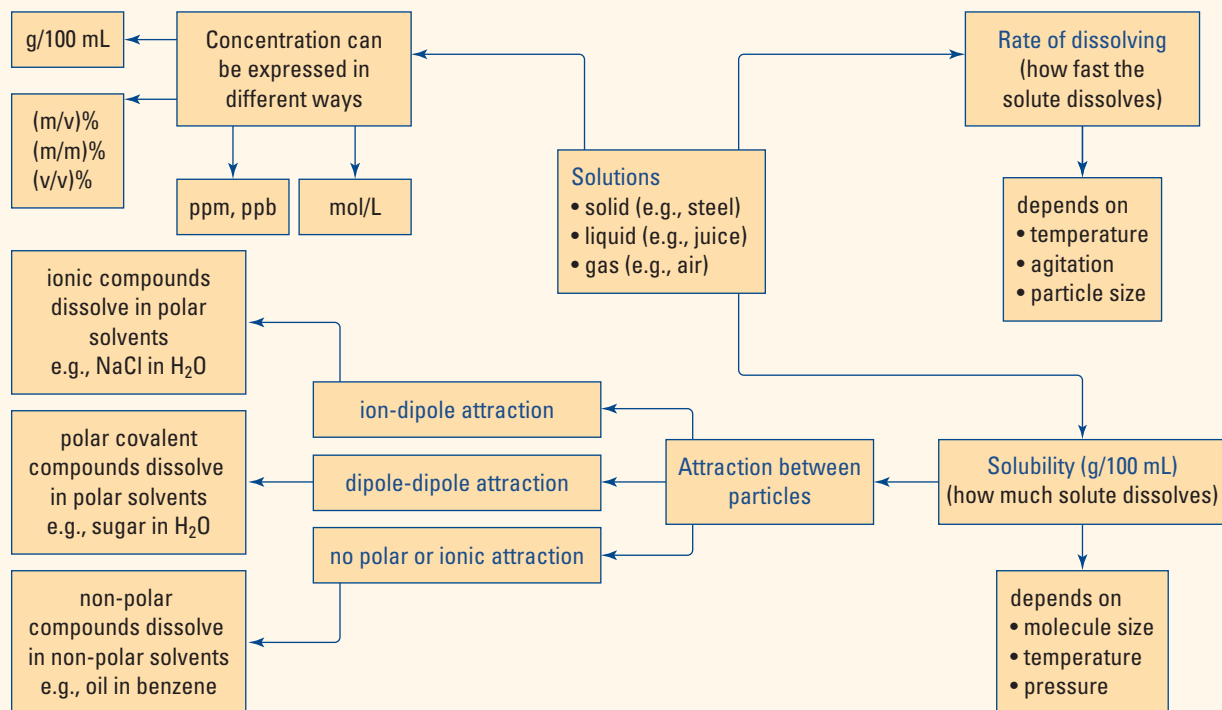 g/100 mL
Concentration can
be expressed in
different ways
(m/v)%
(m/m)%
(v/v)%
ppm, ppb
mol/L
Solutions
• solid (e.g., steel)
• liquid (e.g., juice)
• gas (e.g., air)
Rate of dissolving
(how fast the
solute dissolves)
depends on
• temperature
• agitation
• particle size
ionic compounds
dissolve in polar
solvents
e.g., NaCl in H₂O
ion-dipole attraction
polar covalent
compounds dissolve
in polar solvents
e.g., sugar in H₂O
dipole-dipole attraction
Attraction between
particles
Solubility (g/100 mL)
(how much solute dissolves)
no polar or ionic attraction
non-polar
compounds dissolve
in non-polar solvents
e.g., oil in benzene
depends on
• molecule size
• temperature
• pressure